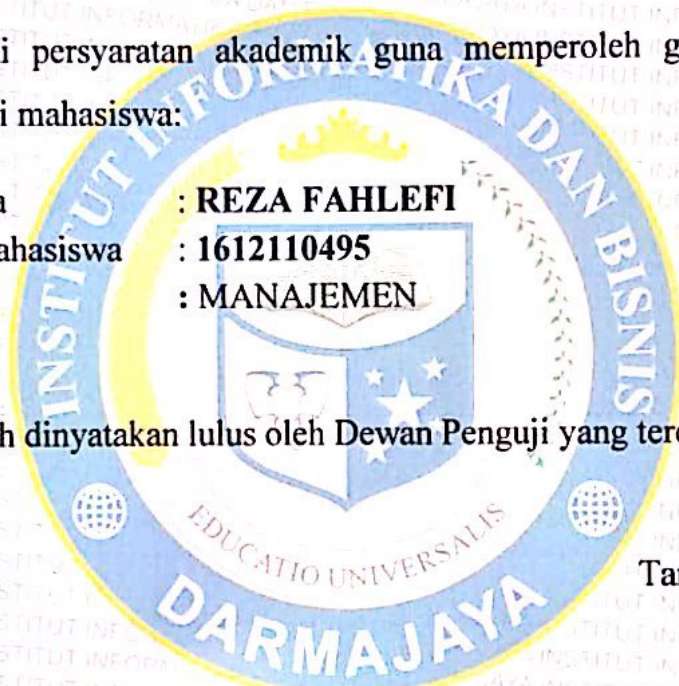 i persyaratan akademik guna memperoleh g
i mahasiswa:
a : REZA FAHLEFI
ahasiswa : 1612110495
: MANAJEMEN
h dinyatakan lulus oleh Dewan Penguji yang ter
Ta
INSTITUT INFORMATIKA DAN BISNIS
EDUCATIO UNIVERSALIS
DARMAJAYA